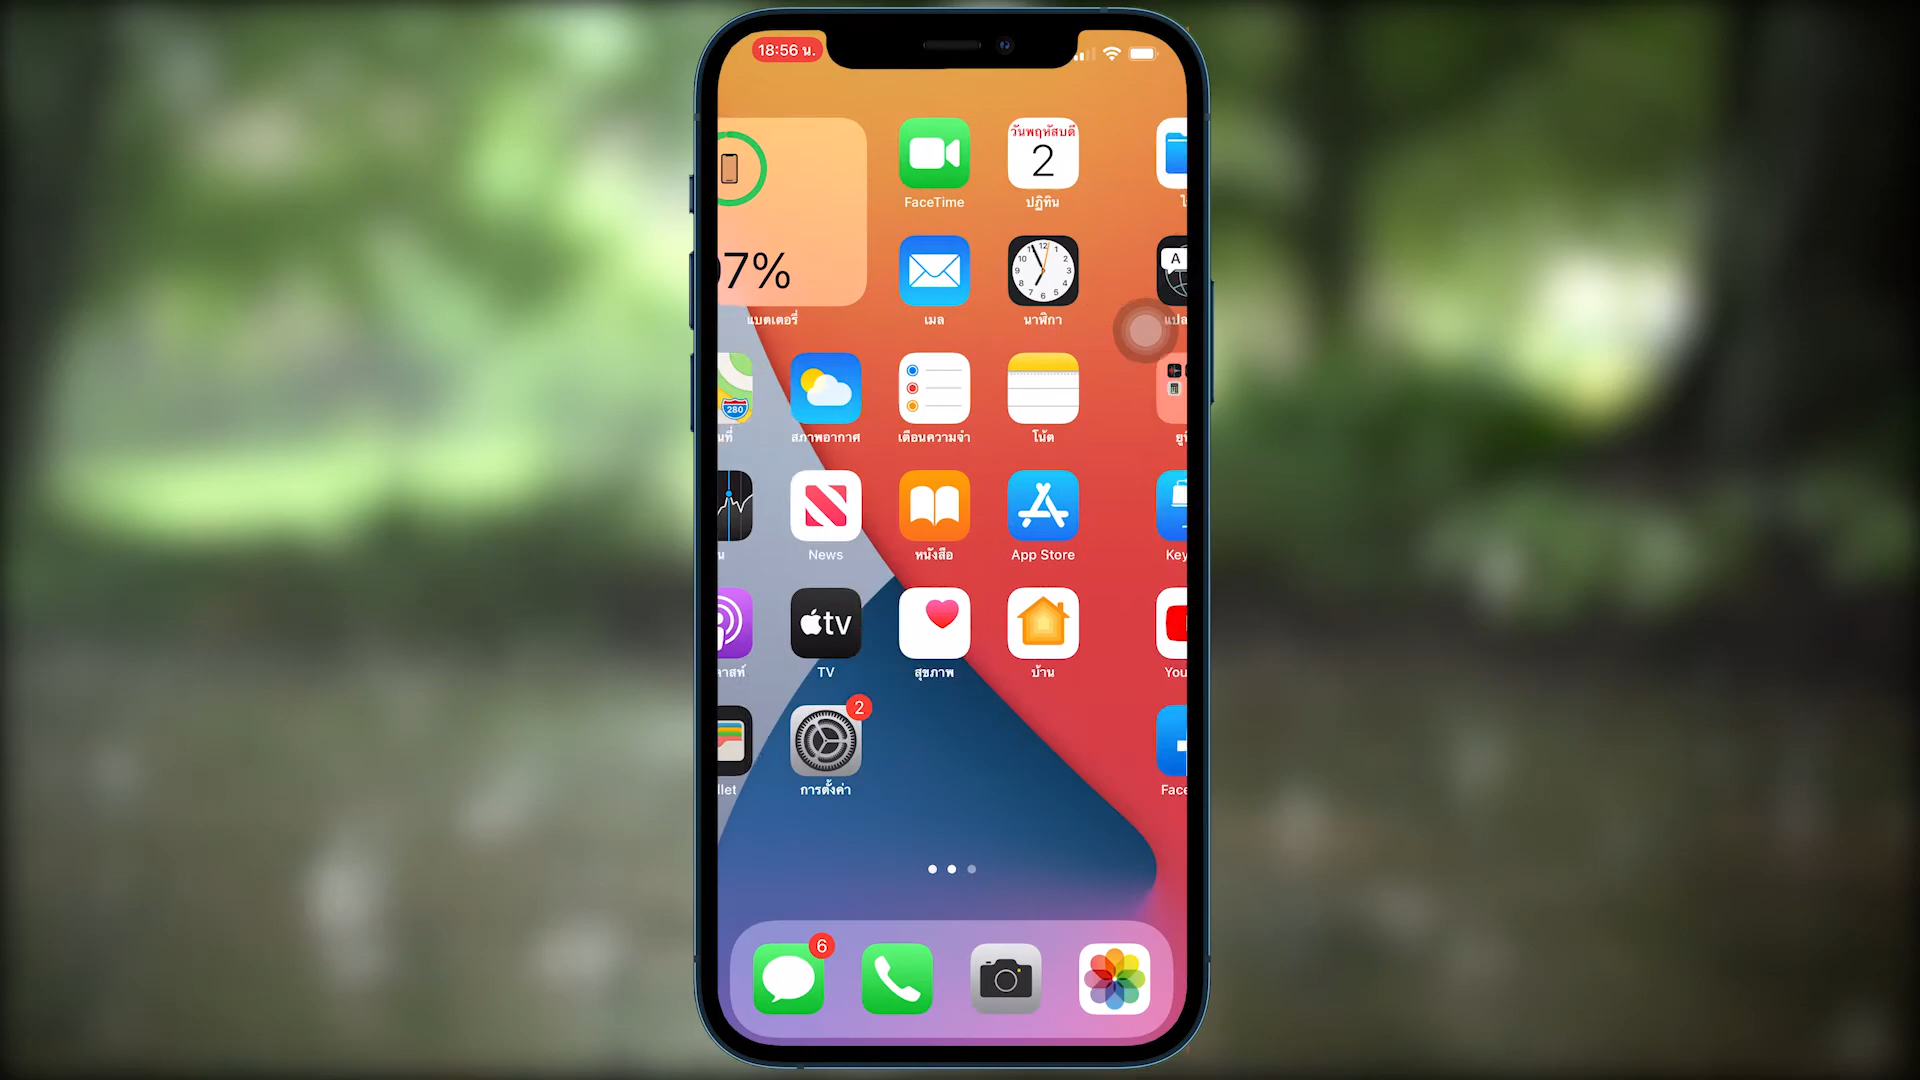 18:56 น.
วันพฤหัสบดี
2
FaceTime
ปฏิทิน
7%
A
แบตเตอรี่
เมล
นาฬิกา
280
สภาพอากาศ
เตือนความจำ
โน้ต
News
หนังสือ
App Store
Key
tv
TV
สุขภาพ
บ้าน
You
2
llet
การตั้งค่า
Face
6